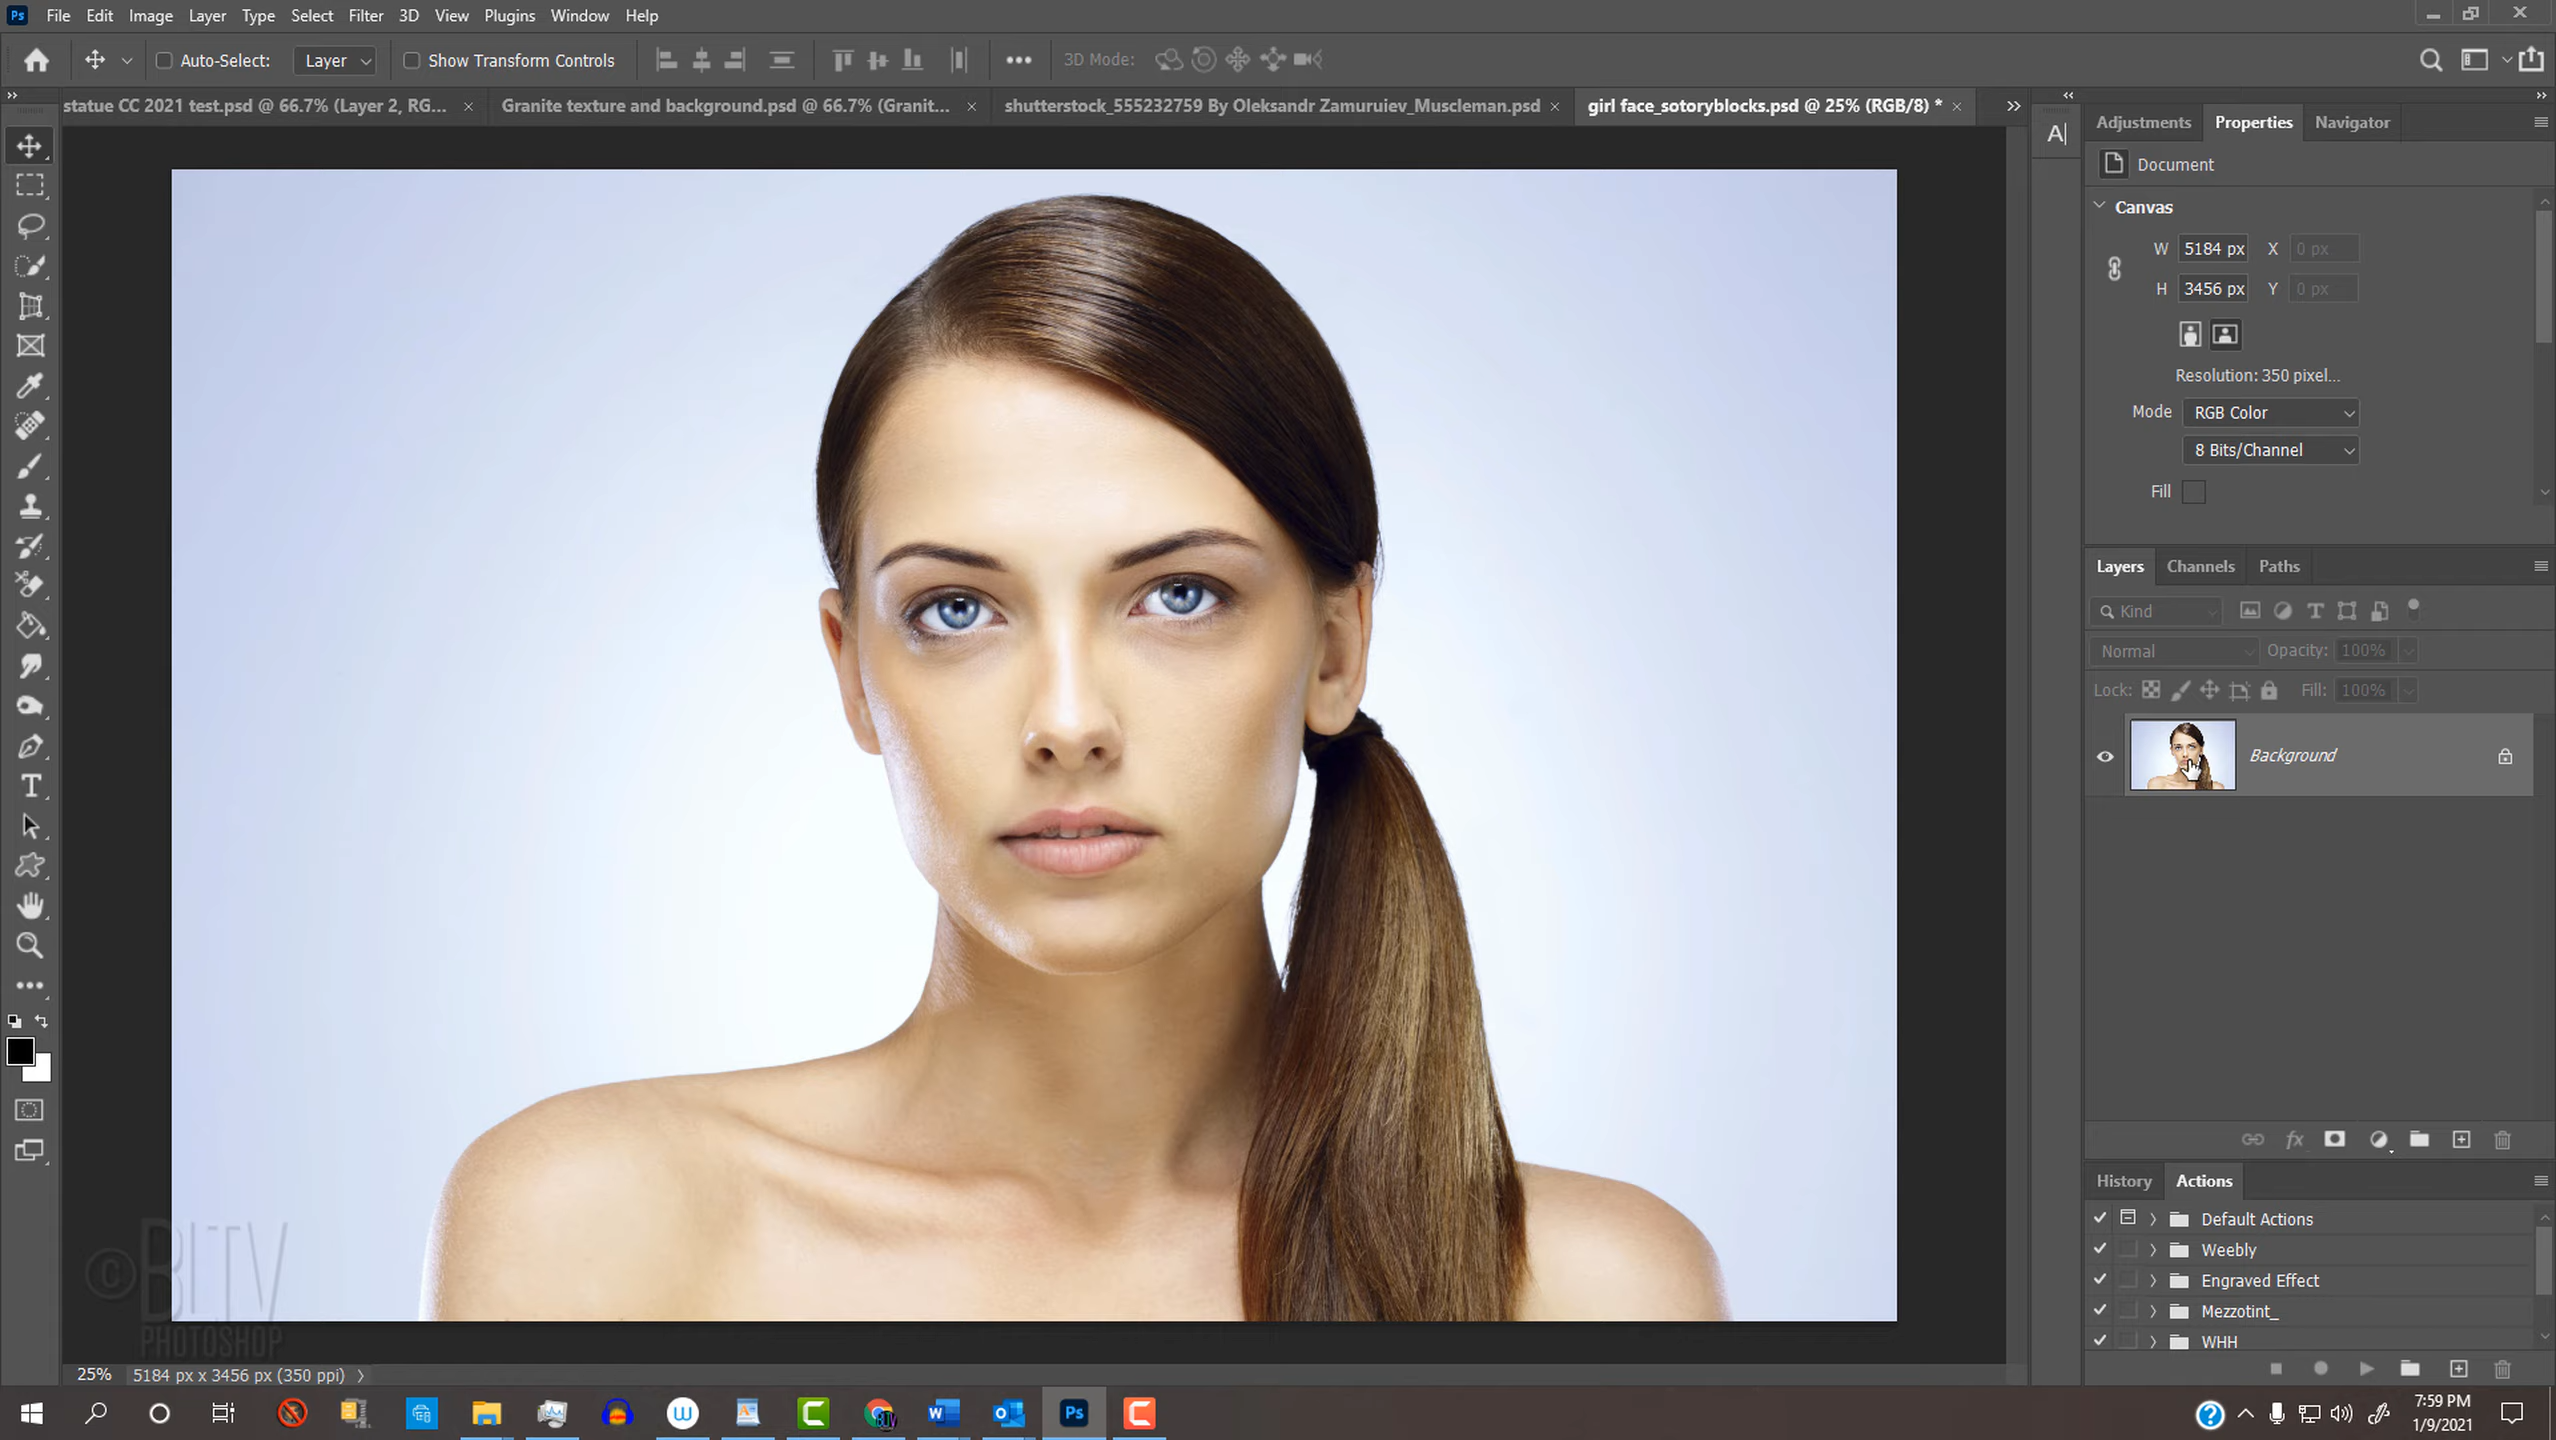 Ps File Edit Image Layer Type Select Filter 3D View Plugins Window Help
Auto-Select: Layer Show Transform Controls 3D Mode:
statue CC 2021 test.psd @ 66.7% (Layer 2, RG... Granite texture and background.psd @ 66.7% (Granit... shutterstock_555232759 By Oleksandr Zamuruiev_Muscleman.psd girl face_sotoryblocks.psd @ 25% (RGB/8) *
A
Adjustments Properties Navigator
Document
Canvas
W 5184 px X 0 px
H 3456 px Y 0 px
Resolution: 350 pixel...
Mode RGB Color
8 Bits/Channel
Fill
Layers Channels Paths
Kind
Normal Opacity: 100%
Lock: Fill: 100%
Background
fx
History Actions
Default Actions
Weebly
Engraved Effect
Mezzotint_
WHH
© BLTV
PHOTOSHOP
25% 5184 px x 3456 px (350 ppi)
7:59 PM
1/9/2021